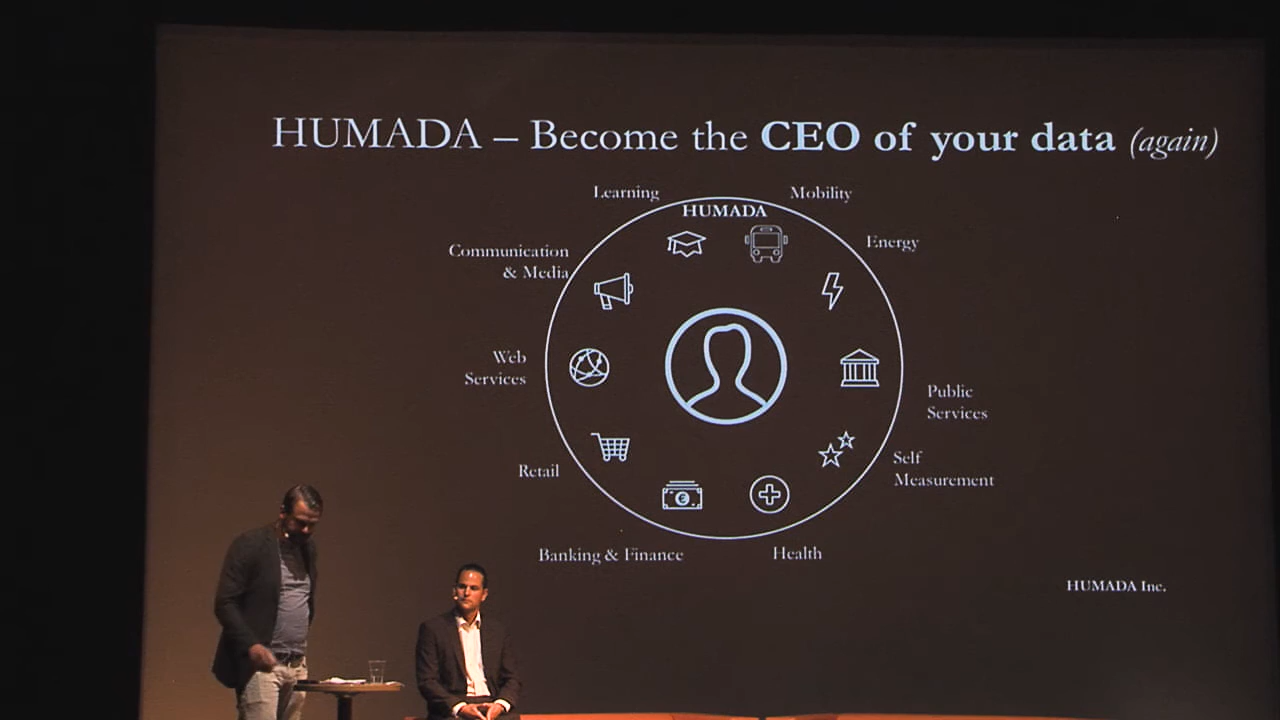 HUMADA – Become the CEO of your data (again)
Learning
Mobility
HUMADA
Communication
& Media
Energy
Web
Services
Public
Services
Retail
Self
Measurement
Banking & Finance
Health
HUMADA Inc.